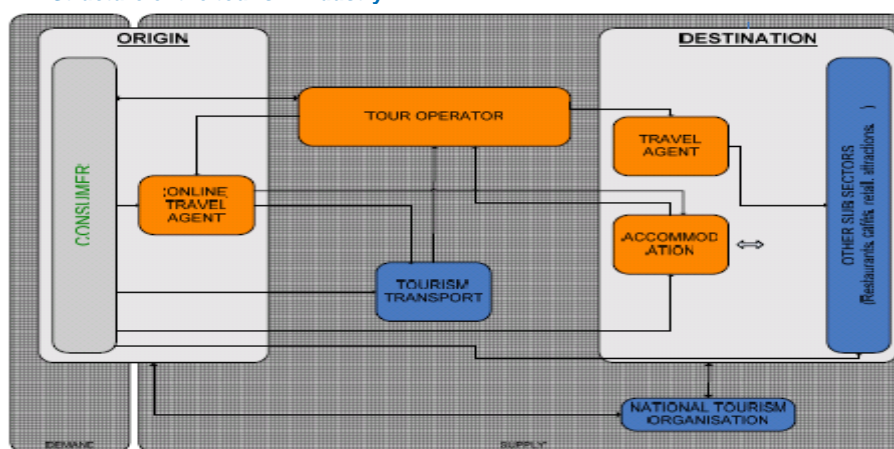 ORIGIN
DESTINATION
CONSUMER
TOUR OPERATOR
TRAVEL
AGENT
ONLINE
TRAVEL
AGENT
ACCOMMOD
ATION
TOURISM
TRANSPORT
OTHER SUB SECTORS
(Restaurants, cafés, retail, attractions. )
NATIONAL TOURISM
ORGANISATION
DEMAND
SUPPLY